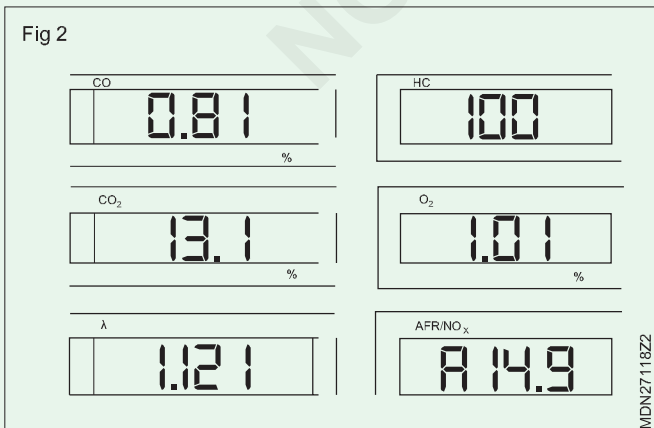 Fig 2
CO HC
0.81 100
%
CO₂ O₂
13.1 1.01
% %
λ AFR/NOₓ
1.121 A14.9
MDN27118Z2